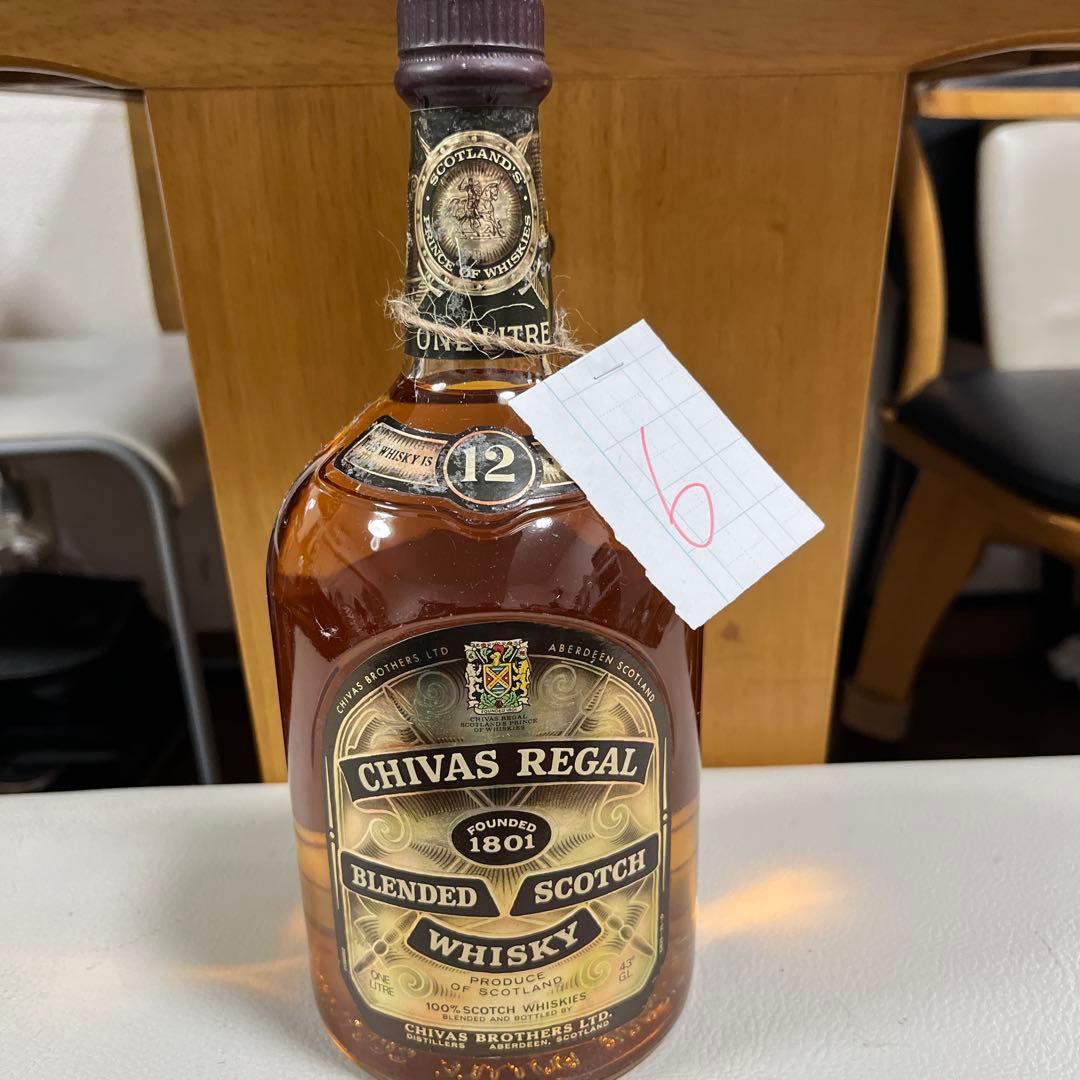 SCOTLAND'S
PRINCE OF WHISKIES
ONE LITRE
WHISKY IS
12
6
CHIVAS BROTHERS LTD
ABERDEEN SCOTLAND
FOUNDED 1801
CHIVAS REGAL
SCOTLAND'S PRINCE
OF WHISKIES
CHIVAS REGAL
FOUNDED
1801
BLENDED SCOTCH
WHISKY
ONE
LITRE
PRODUCE
OF SCOTLAND
43°
GL
100% SCOTCH WHISKIES
BLENDED AND BOTTLED BY
CHIVAS BROTHERS LTD.
DISTILLERS ABERDEEN, SCOTLAND